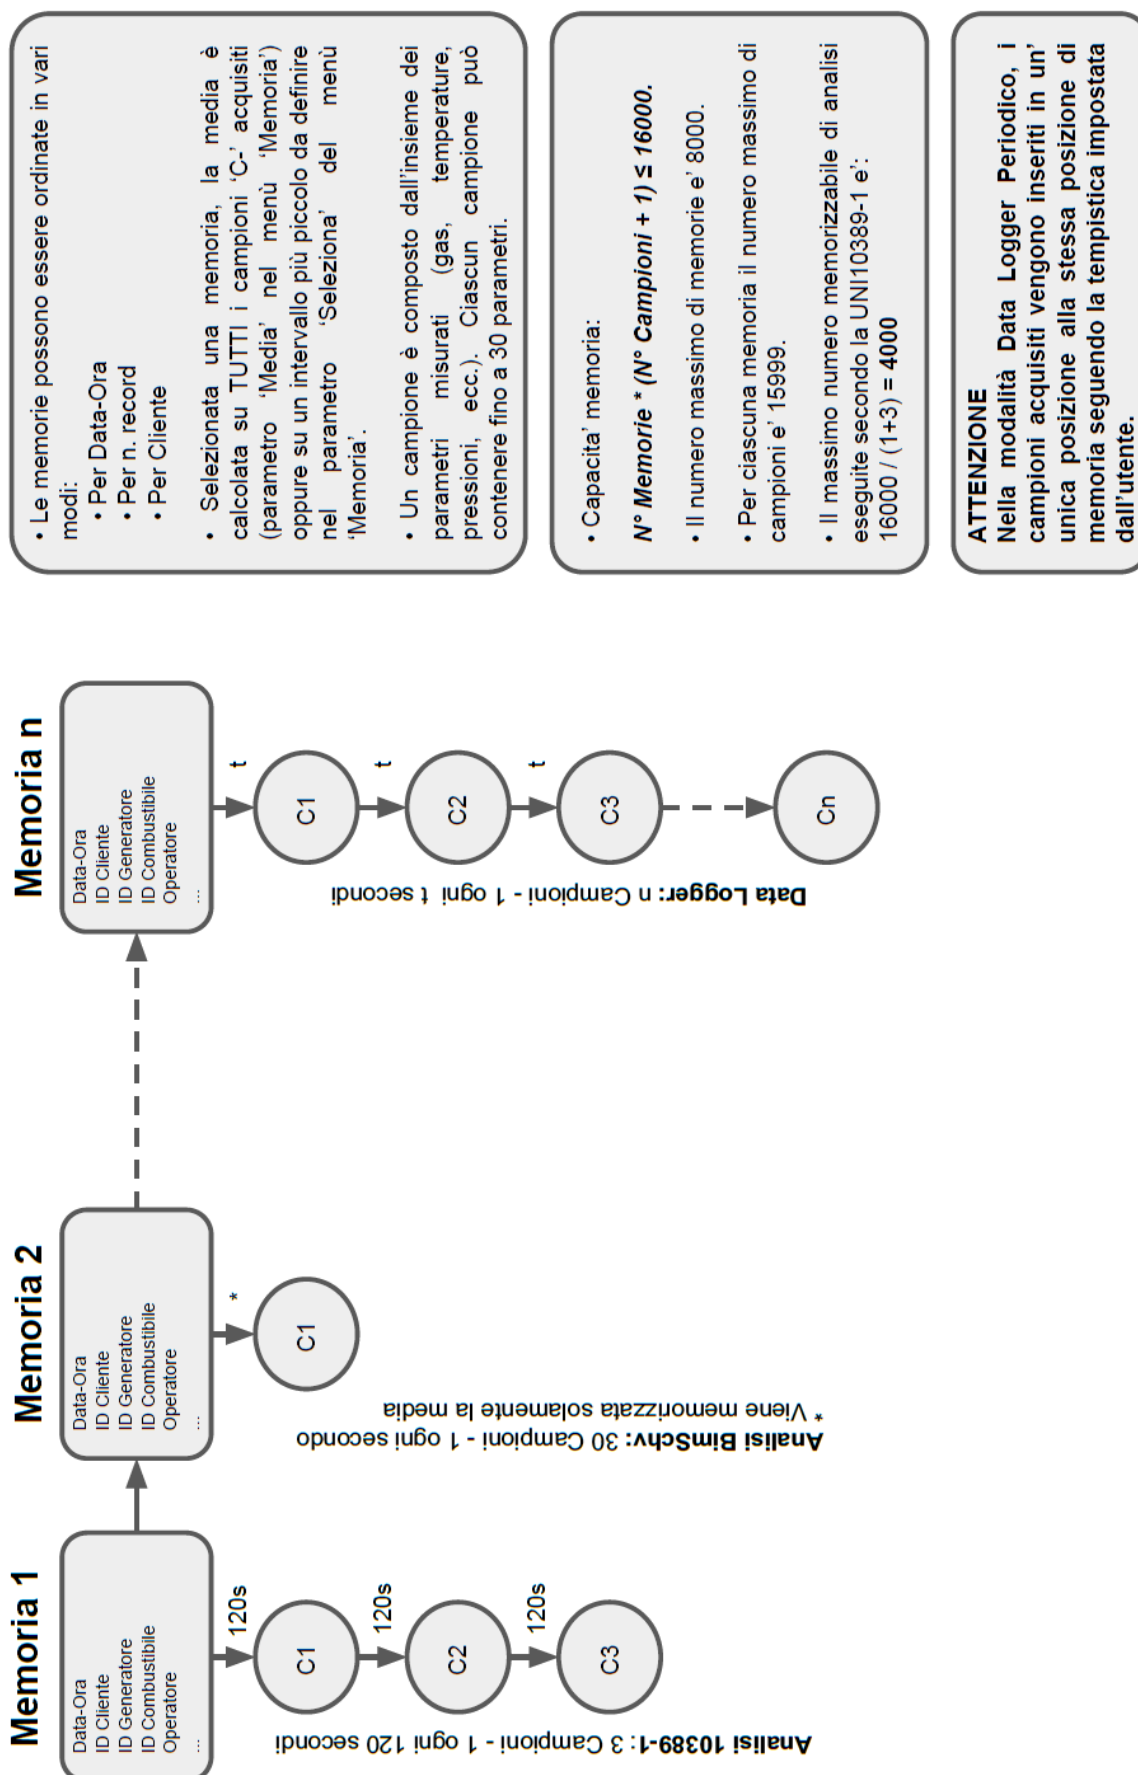 Memoria 1
Data-Ora
ID Cliente
ID Generatore
ID Combustibile
Operatore
...
120s
C1
120s
C2
120s
C3
Analisi 10389-1: 3 Campioni - 1 ogni 120 secondi
Memoria 2
Data-Ora
ID Cliente
ID Generatore
ID Combustibile
Operatore
...
*
C1
Analisi BimSchv: 30 Campioni - 1 ogni secondo
* Viene memorizzata solamente la media
Memoria n
Data-Ora
ID Cliente
ID Generatore
ID Combustibile
Operatore
...
t
C1
t
C2
t
C3
Cn
Data Logger: n Campioni - 1 ogni t secondi
• Le memorie possono essere ordinate in vari
modi:
• Per Data-Ora
• Per n. record
• Per Cliente
• Selezionata una memoria, la media è
calcolata su TUTTI i campioni 'C-' acquisiti
(parametro 'Media' nel menù 'Memoria')
oppure su un intervallo più piccolo da definire
nel parametro 'Seleziona' del menù
'Memoria'.
• Un campione è composto dall'insieme dei
parametri misurati (gas, temperature,
pressioni, ecc.). Ciascun campione può
contenere fino a 30 parametri.
• Capacita' memoria:
N° Memorie * (N° Campioni + 1) ≤ 16000.
• Il numero massimo di memorie e' 8000.
• Per ciascuna memoria il numero massimo di
campioni e' 15999.
• Il massimo numero memorizzabile di analisi
eseguite secondo la UNI10389-1 e':
16000 / (1+3) = 4000
ATTENZIONE
Nella modalità Data Logger Periodico, i
campioni acquisiti vengono inseriti in un'
unica posizione alla stessa posizione di
memoria seguendo la tempistica impostata
dall'utente.